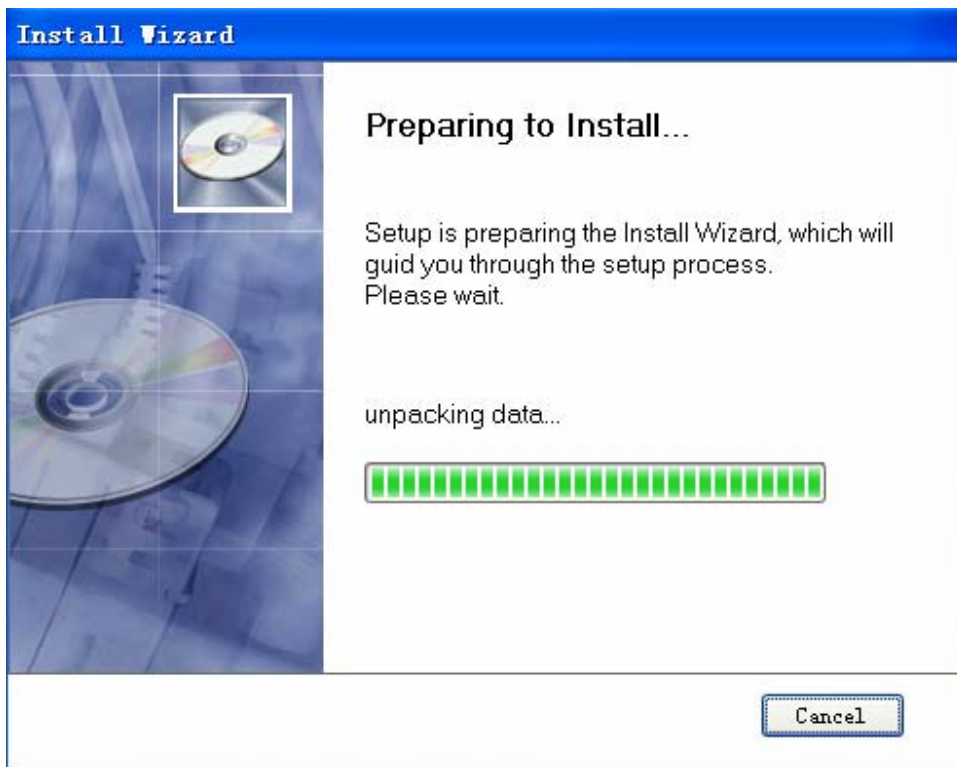 Install Wizard
Preparing to Install...
Setup is preparing the Install Wizard, which will
guid you through the setup process.
Please wait.
unpacking data...
Cancel